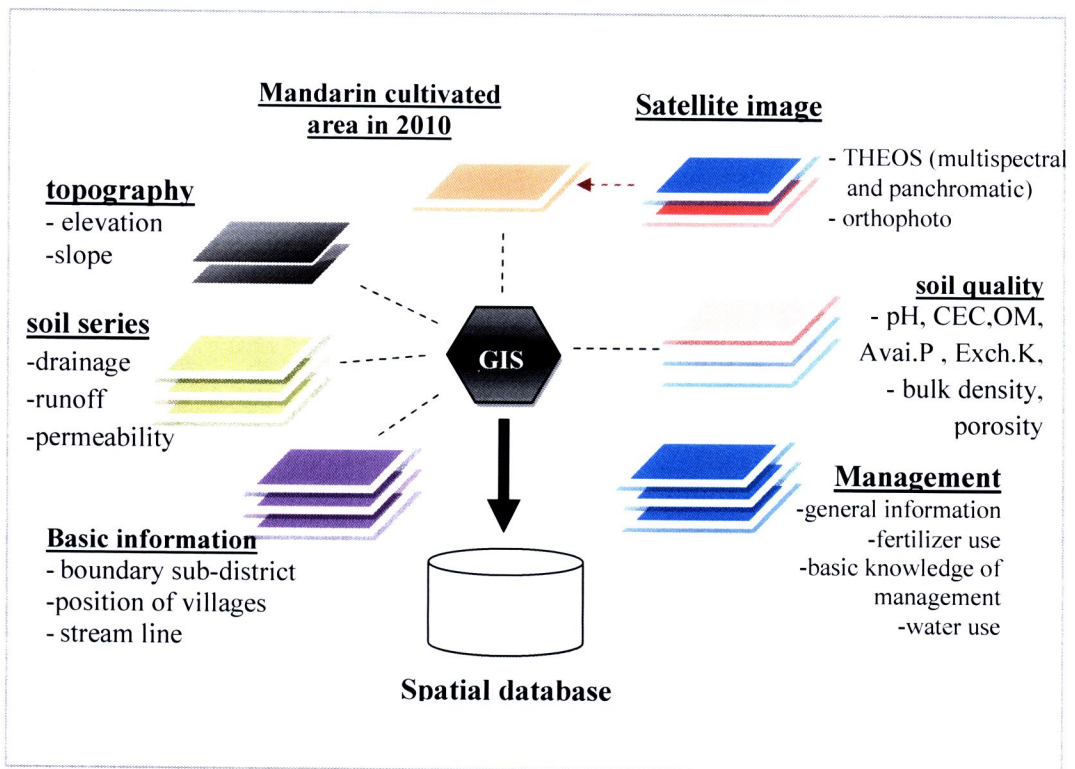 Mandarin cultivated
area in 2010
Satellite image
- THEOS (multispectral
and panchromatic)
- orthophoto
topography
- elevation
-slope
soil series
-drainage
-runoff
-permeability
GIS
soil quality
- pH, CEC,OM,
Avai.P , Exch.K,
- bulk density,
porosity
Basic information
- boundary sub-district
-position of villages
- stream line
Management
-general information
-fertilizer use
-basic knowledge of
management
-water use
Spatial database